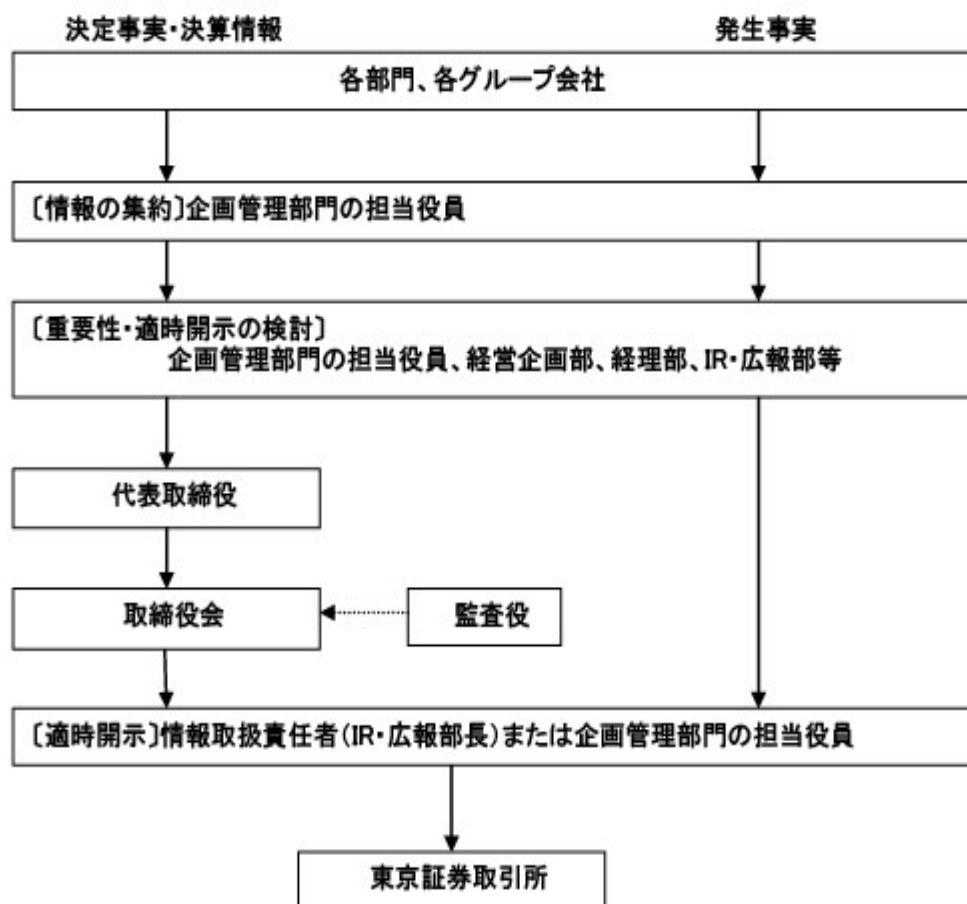 決定事実・決算情報
発生事実
各部門、各グループ会社
〔情報の集約〕企画管理部門の担当役員
〔重要性・適時開示の検討〕
企画管理部門の担当役員、経営企画部、経理部、IR・広報部等
代表取締役
取締役会
監査役
〔適時開示〕情報取扱責任者(IR・広報部長)または企画管理部門の担当役員
東京証券取引所